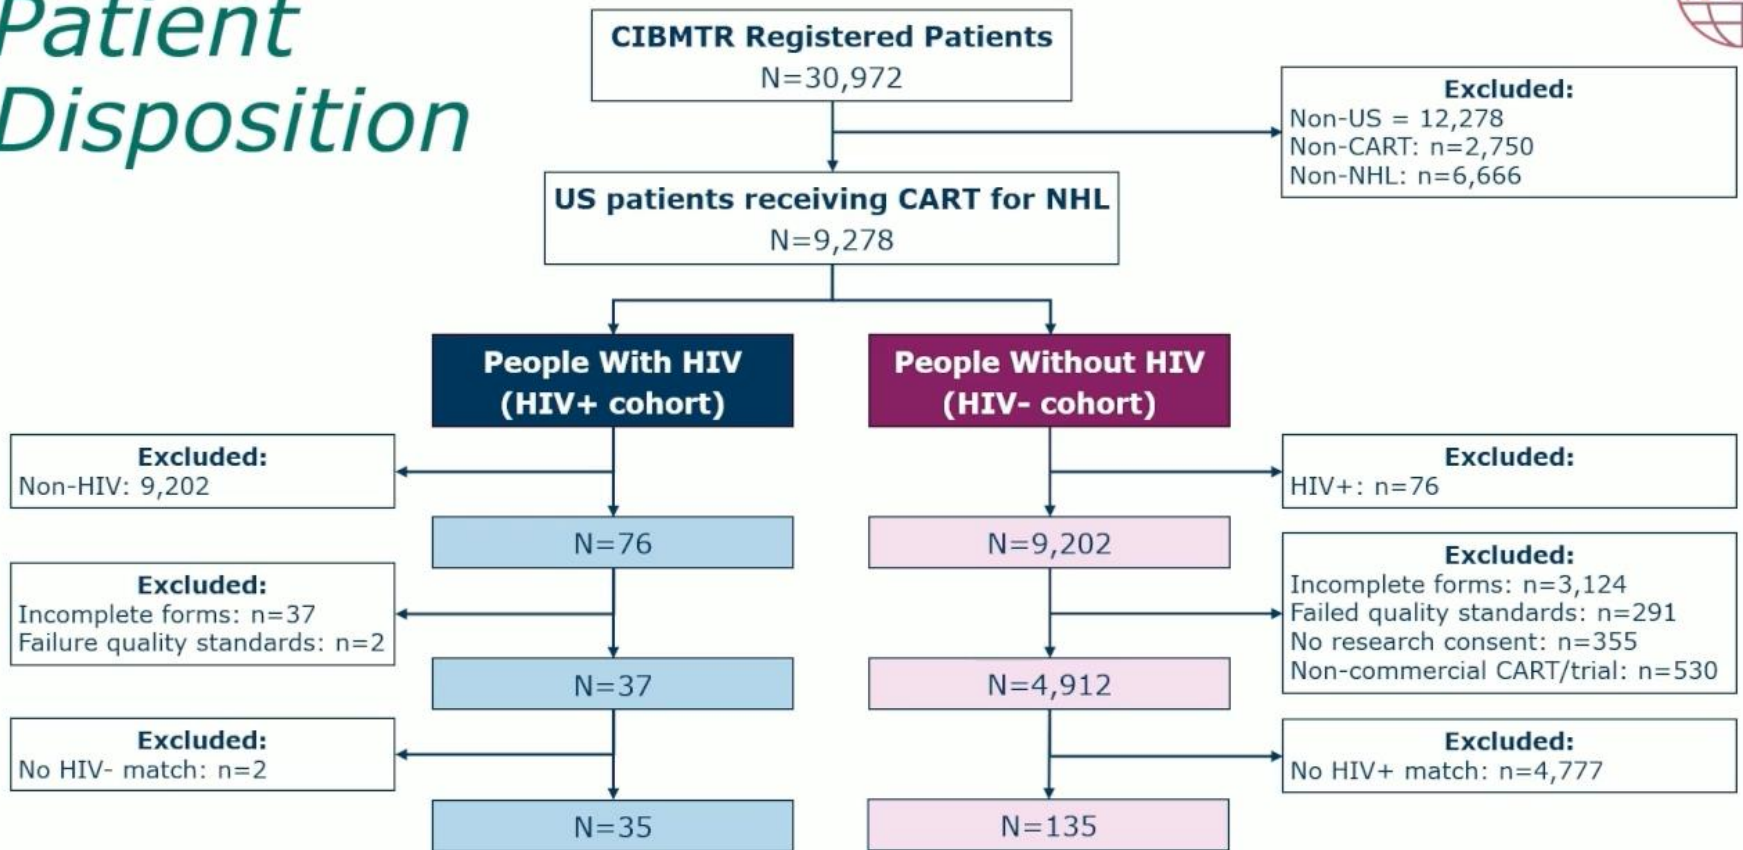 Patient
Disposition
CIBMTR Registered Patients
N=30,972
Excluded:
Non-US = 12,278
Non-CART: n=2,750
Non-NHL: n=6,666
US patients receiving CART for NHL
N=9,278
People With HIV
(HIV+ cohort)
People Without HIV
(HIV- cohort)
Excluded:
Non-HIV: 9,202
Excluded:
HIV+: n=76
N=76
N=9,202
Excluded:
Incomplete forms: n=37
Failure quality standards: n=2
Excluded:
Incomplete forms: n=3,124
Failed quality standards: n=291
No research consent: n=355
Non-commercial CART/trial: n=530
N=37
N=4,912
Excluded:
No HIV- match: n=2
Excluded:
No HIV+ match: n=4,777
N=35
N=135